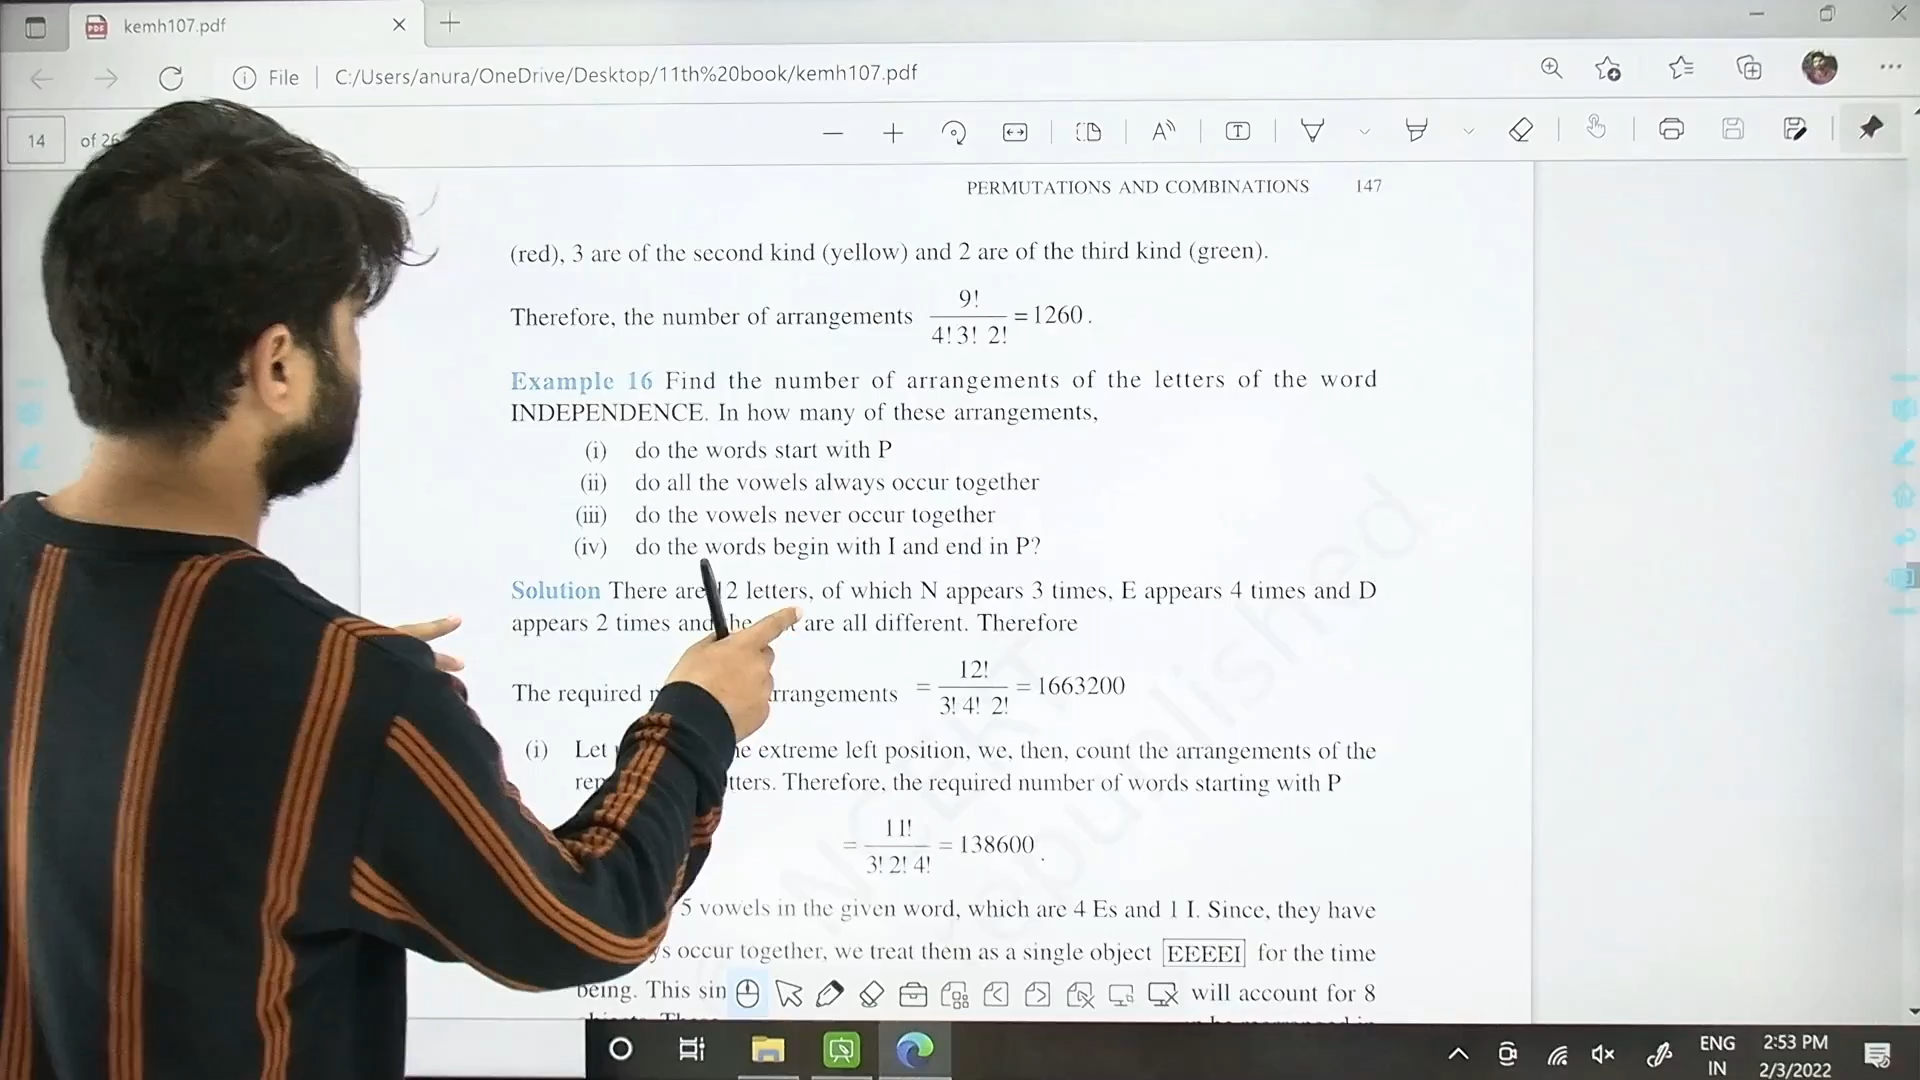 kemh107.pdf
File | C:/Users/anura/OneDrive/Desktop/11th%20book/kemh107.pdf
14 of 26
PERMUTATIONS AND COMBINATIONS 147
(red), 3 are of the second kind (yellow) and 2 are of the third kind (green).
Therefore, the number of arrangements 9!/(4! 3! 2!) = 1260.
Example 16 Find the number of arrangements of the letters of the word
INDEPENDENCE. In how many of these arrangements,
(i) do the words start with P
(ii) do all the vowels always occur together
(iii) do the vowels never occur together
(iv) do the words begin with I and end in P?
Solution There are 12 letters, of which N appears 3 times, E appears 4 times and D
appears 2 times and are all different. Therefore
The required arrangements = 12!/(3! 4! 2!) = 1663200
(i) Let extreme left position, we, then, count the arrangements of the
Therefore, the required number of words starting with P
= 11!/(3! 2! 4!) = 138600.
5 vowels in the given word, which are 4 Es and 1 I. Since, they have
occur together, we treat them as a single object EEEEI for the time
being. This will account for 8
ENG
IN
2:53 PM
2/3/2022